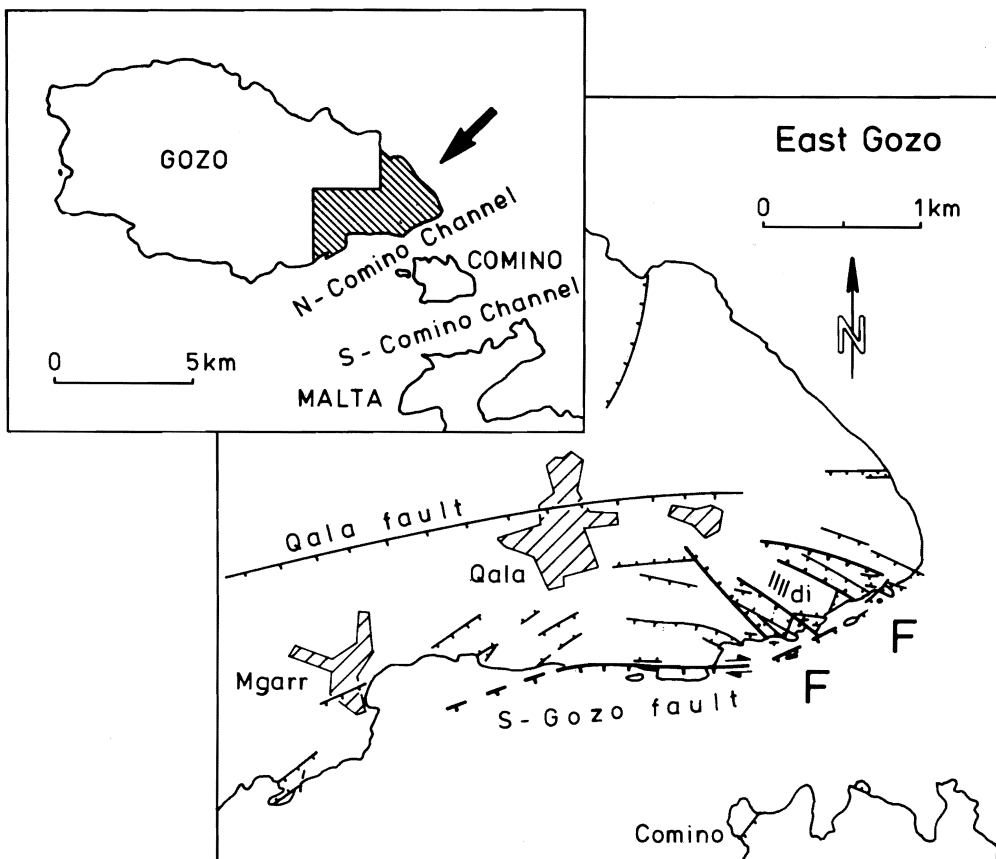 GOZO
N-Comino Channel
COMINO
S-Comino Channel
0 5km
MALTA
East Gozo
0 1km
N
Qala fault
Qala
di
Mgarr
F
F
S-Gozo fault
Comino